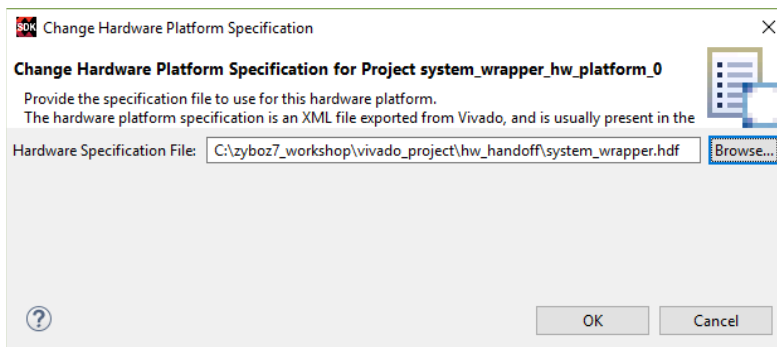 SDK Change Hardware Platform Specification
Change Hardware Platform Specification for Project system_wrapper_hw_platform_0
Provide the specification file to use for this hardware platform.
The hardware platform specification is an XML file exported from Vivado, and is usually present in the
Hardware Specification File: C:\zyboz7_workshop\vivado_project\hw_handoff\system_wrapper.hdf Browse...
? OK Cancel